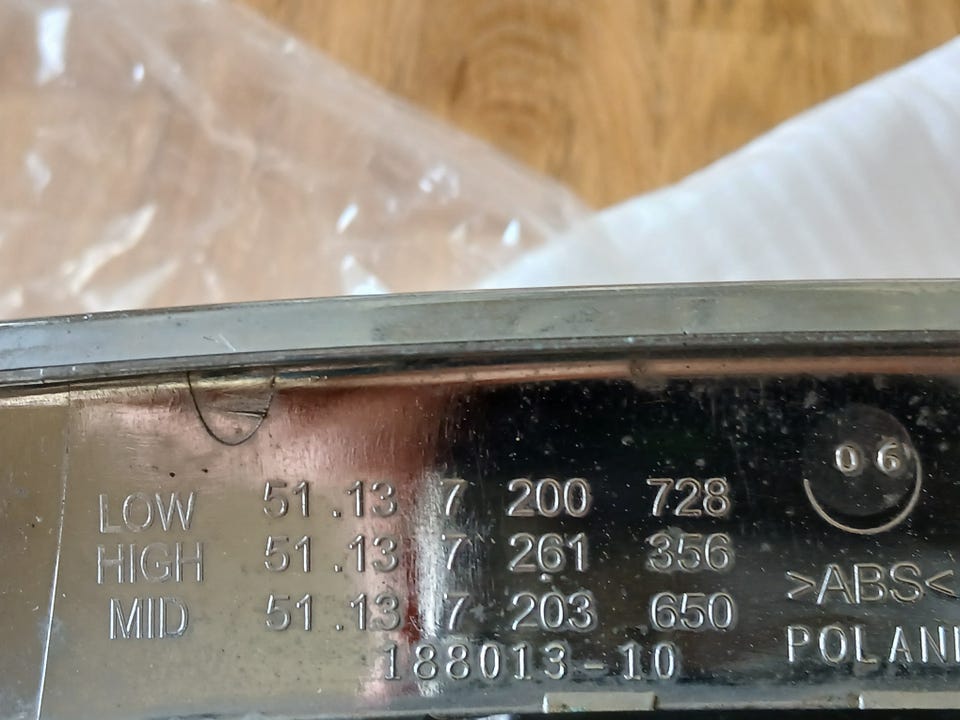 LOW 51.13 7 200 728
HIGH 51.13 7 261 356
MID 51.13 7 203 650
188013-10
06
>ABS<
POLAN